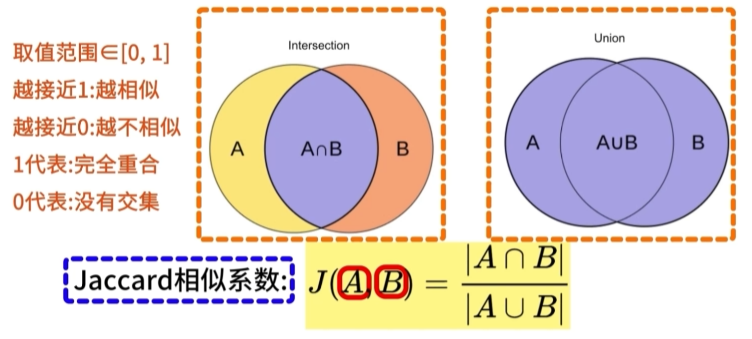 取值范围∈[0, 1]
越接近1:越相似
越接近0:越不相似
1代表:完全重合
0代表:没有交集
Intersection
A A∩B B
Union
A A∪B B
Jaccard相似系数: J(A,B) = |A ∩ B| / |A ∪ B|